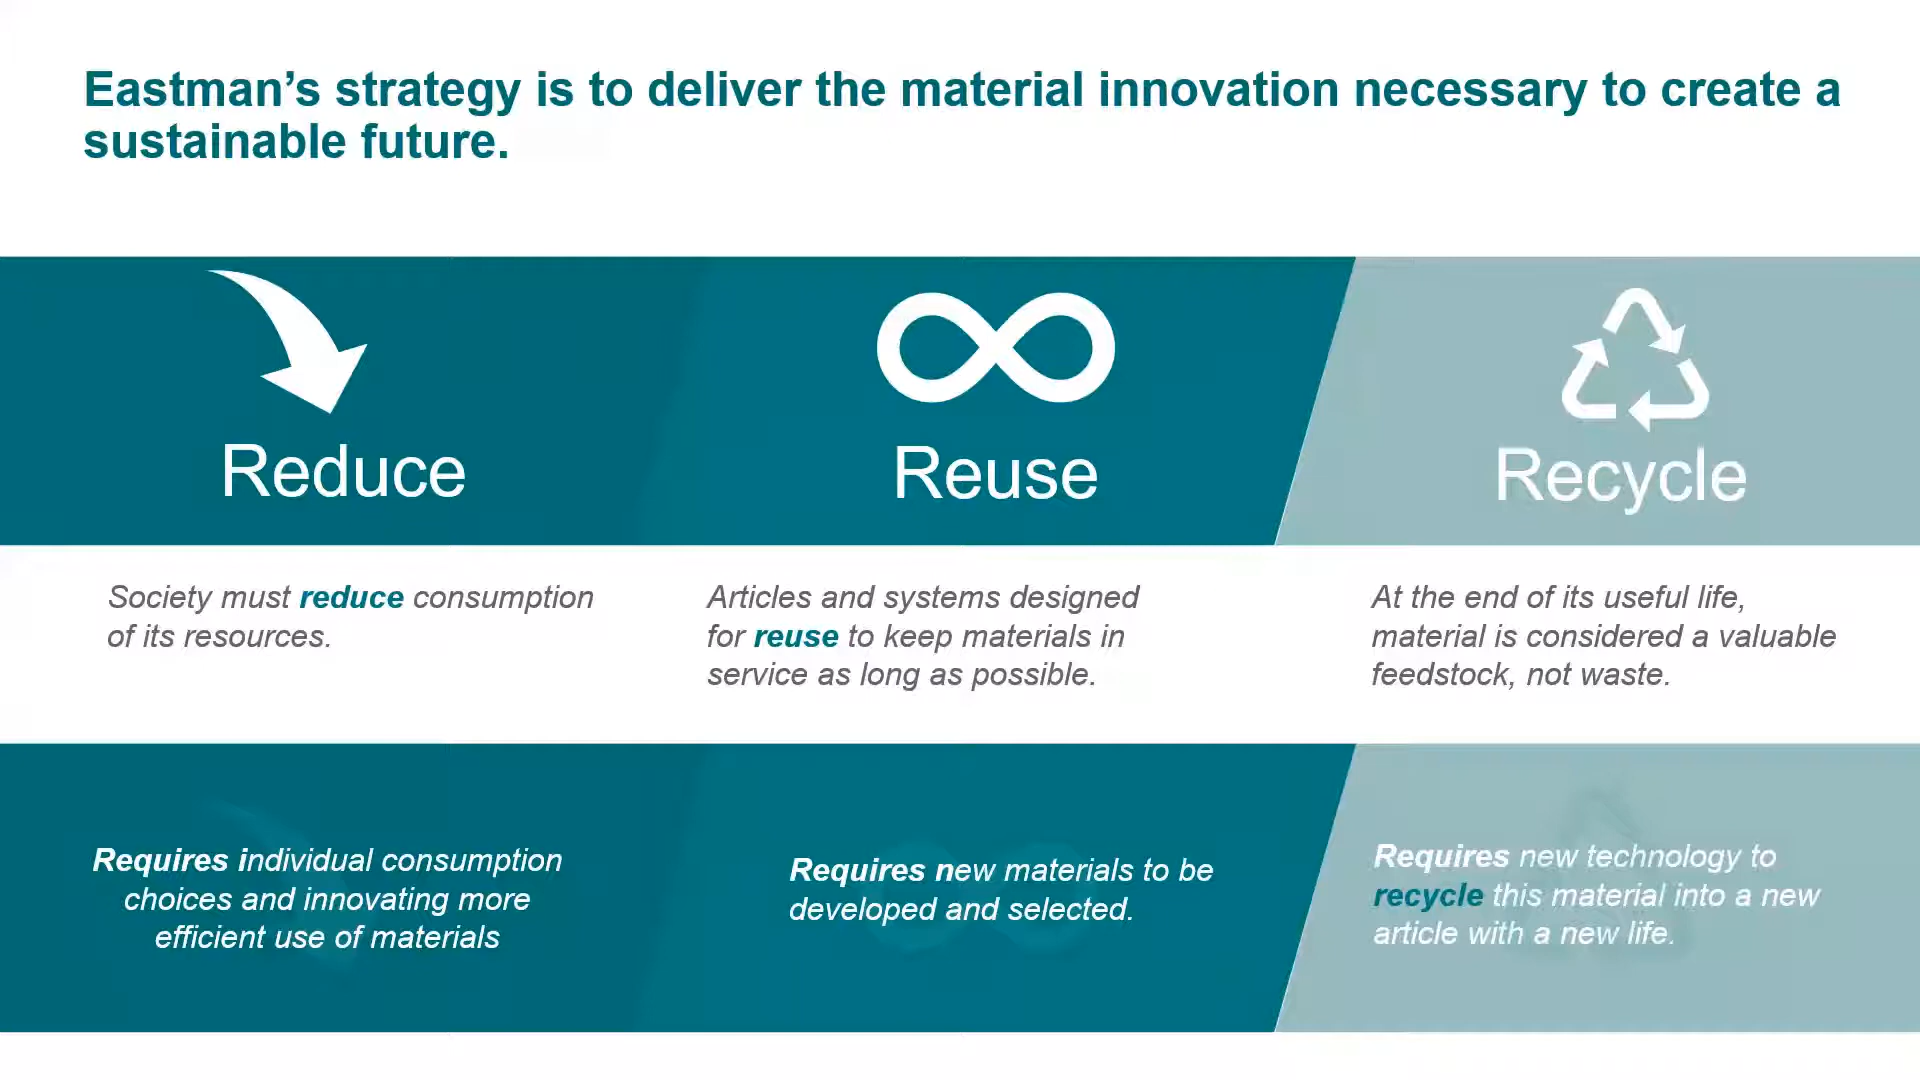 Eastman’s strategy is to deliver the material innovation necessary to create a
sustainable future.
Reduce
Reuse
Recycle
Society must reduce consumption
of its resources.
Articles and systems designed
for reuse to keep materials in
service as long as possible.
At the end of its useful life,
material is considered a valuable
feedstock, not waste.
Requires individual consumption
choices and innovating more
efficient use of materials
Requires new materials to be
developed and selected.
Requires new technology to
recycle this material into a new
article with a new life.